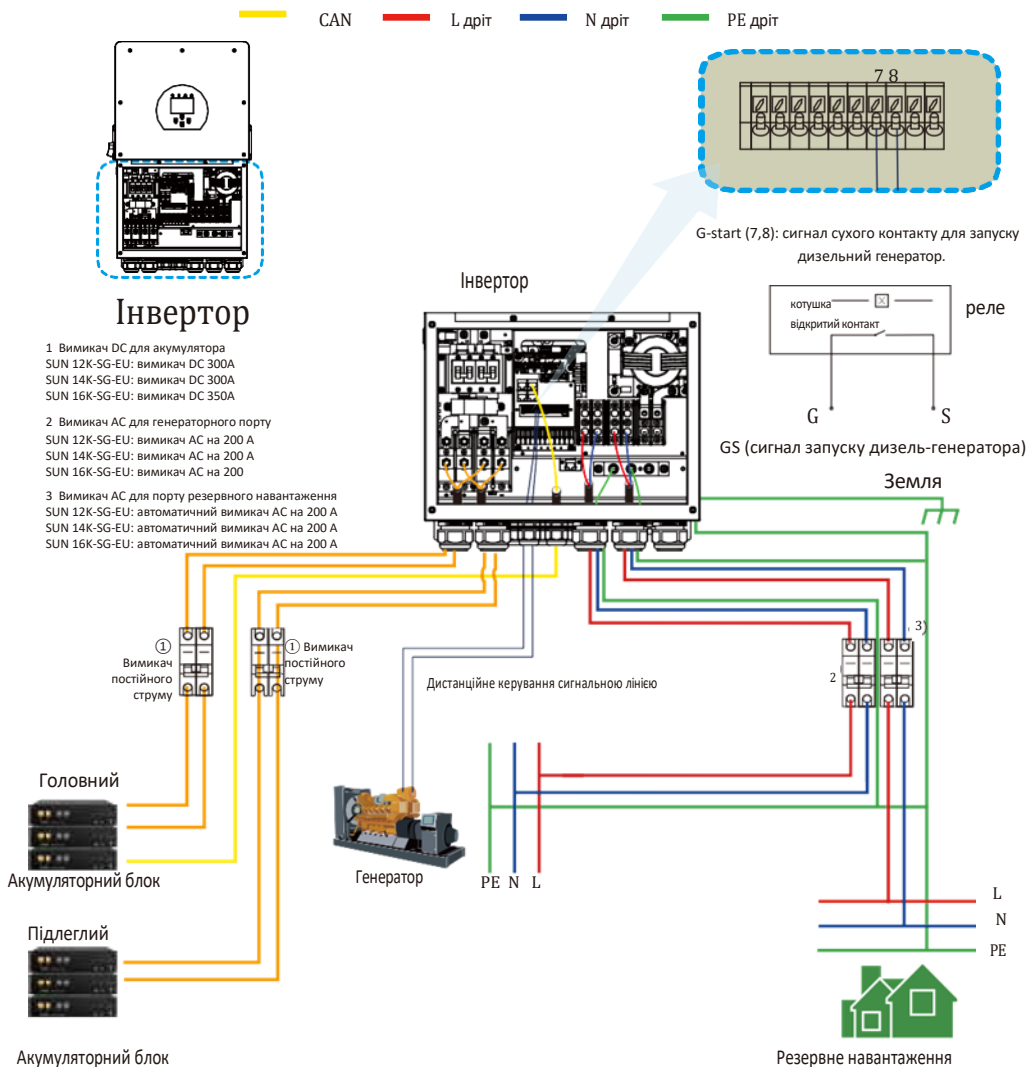 CAN L дріт N дріт PE дріт
7 8
G-start (7,8): сигнал сухого контакту для запуску
дизельний генератор.
Інвертор
Інвертор
котушка
реле
відкритий контакт
G S
GS (сигнал запуску дизель-генератора)
Земля
1 Вимикач DC для акумулятора
SUN 12K-SG-EU: вимикач DC 300A
SUN 14K-SG-EU: вимикач DC 300A
SUN 16K-SG-EU: вимикач DC 350A
2 Вимикач AC для генераторного порту
SUN 12K-SG-EU: вимикач AC на 200 A
SUN 14K-SG-EU: вимикач AC на 200 A
SUN 16K-SG-EU: вимикач AC на 200
3 Вимикач AC для порту резервного навантаження
SUN 12K-SG-EU: автоматичний вимикач AC на 200 A
SUN 14K-SG-EU: автоматичний вимикач AC на 200 A
SUN 16K-SG-EU: автоматичний вимикач AC на 200 A
① Вимикач
постійного
струму
① Вимикач
постійного
струму
3)
2
Дистанційне керування сигнальною лінією
Головний
Акумуляторний блок
Генератор
PE N L
Підлеглий
Акумуляторний блок
L
N
PE
Резервне навантаження